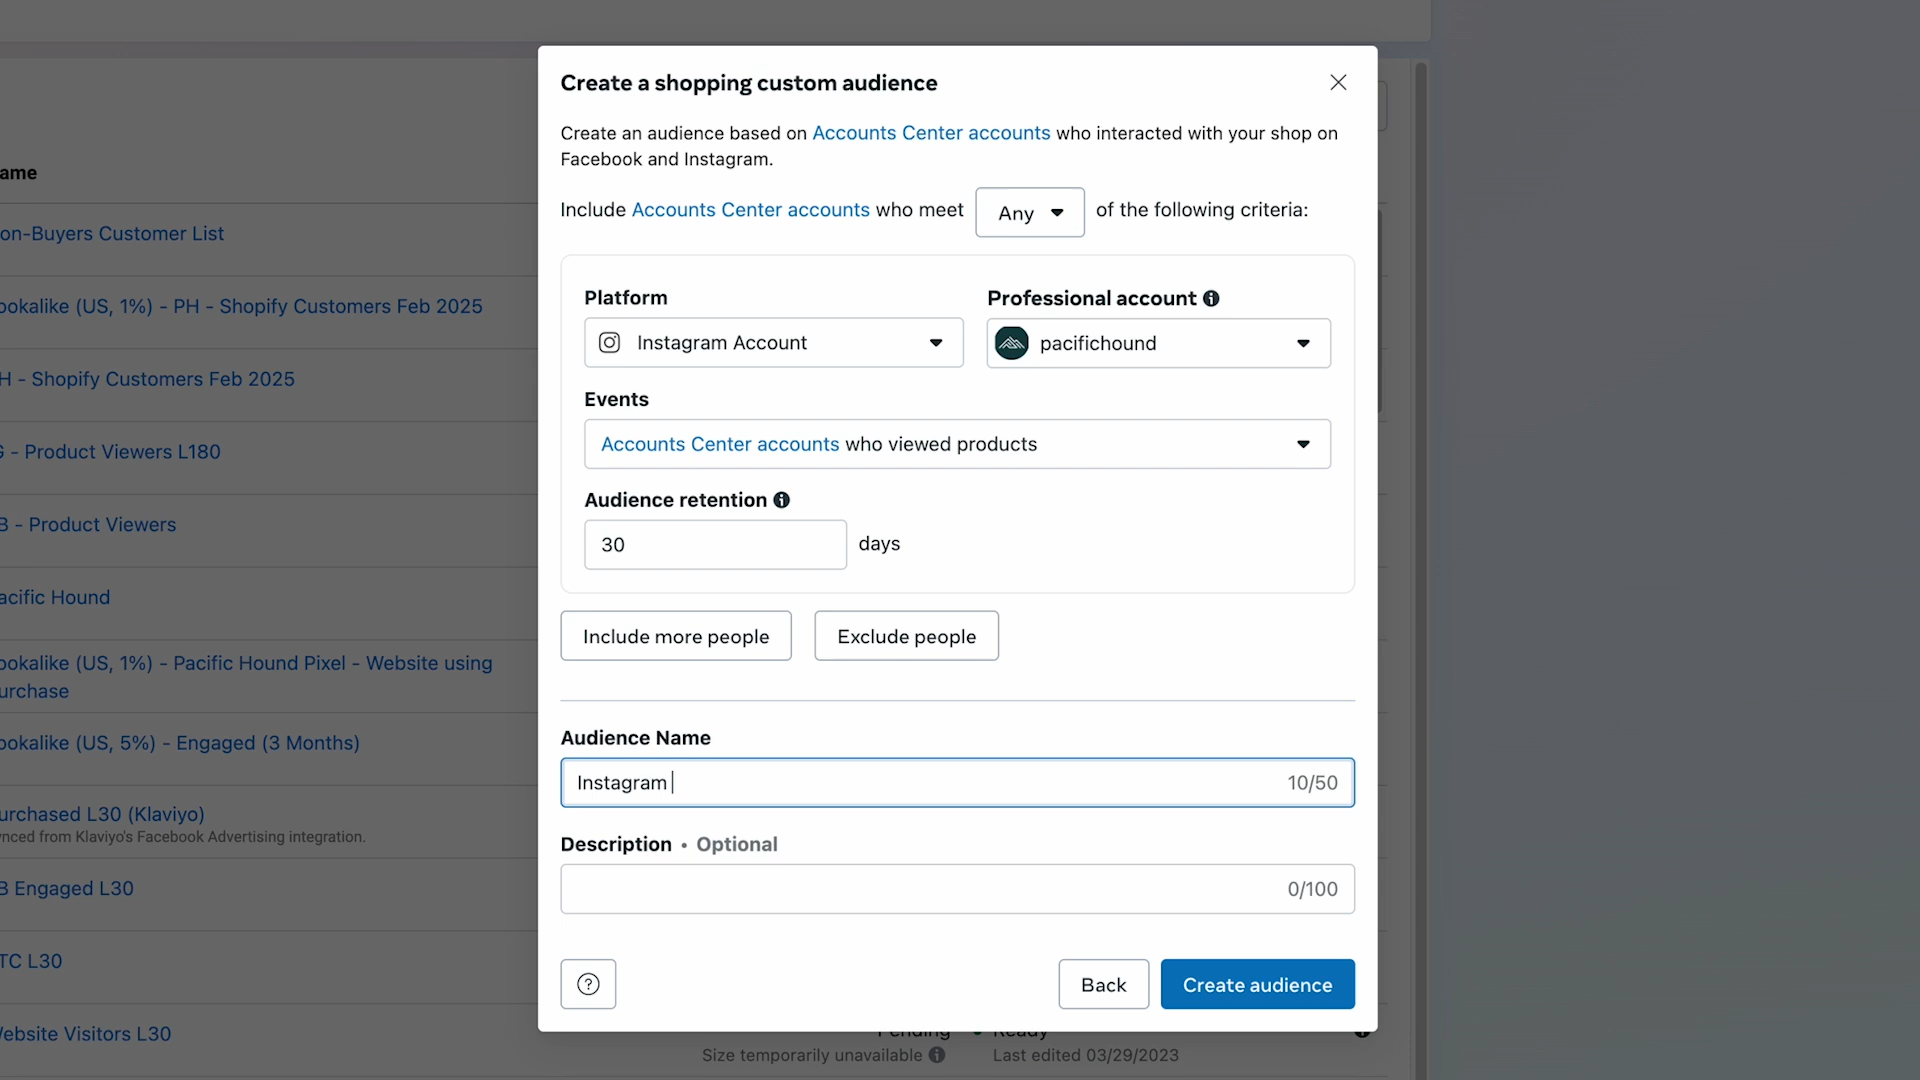 Create a shopping custom audience
Create an audience based on Accounts Center accounts who interacted with your shop on
Facebook and Instagram.
Include Accounts Center accounts who meet Any of the following criteria:
Platform
Professional account
Instagram Account
pacifichound
Events
Accounts Center accounts who viewed products
Audience retention
30 days
Include more people
Exclude people
Audience Name
Instagram 10/50
Description • Optional
0/100
Back
Create audience
ame
on-Buyers Customer List
ookalike (US, 1%) - PH - Shopify Customers Feb 2025
H - Shopify Customers Feb 2025
G - Product Viewers L180
B - Product Viewers
acific Hound
ookalike (US, 1%) - Pacific Hound Pixel - Website using
urchase
ookalike (US, 5%) - Engaged (3 Months)
urchased L30 (Klaviyo)
ynced from Klaviyo's Facebook Advertising integration.
B Engaged L30
TC L30
Website Visitors L30
Pending
Ready
Size temporarily unavailable
Last edited 03/29/2023